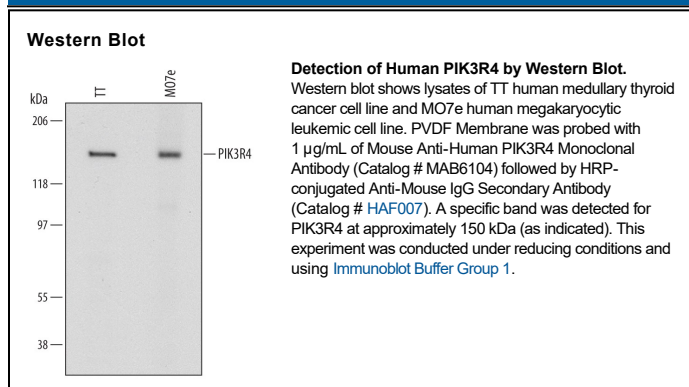 Western Blot
kDa
TT
MO7e
206
PIK3R4
118
97
55
38
Detection of Human PIK3R4 by Western Blot.
Western blot shows lysates of TT human medullary thyroid
cancer cell line and MO7e human megakaryocytic
leukemic cell line. PVDF Membrane was probed with
1 µg/mL of Mouse Anti-Human PIK3R4 Monoclonal
Antibody (Catalog # MAB6104) followed by HRP-
conjugated Anti-Mouse IgG Secondary Antibody
(Catalog # HAF007). A specific band was detected for
PIK3R4 at approximately 150 kDa (as indicated). This
experiment was conducted under reducing conditions and
using Immunoblot Buffer Group 1.